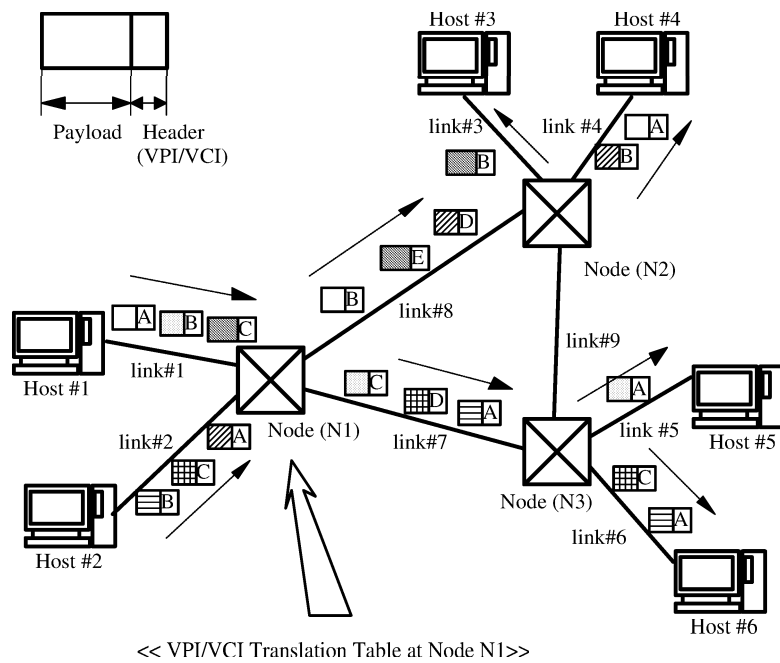 Host #3
Host #4
Payload
Header
(VPI/VCI)
link#3
link #4
A
B
B
D
E
B
Node (N2)
link#8
A
B
C
link#1
Host #1
link#9
C
D
A
A
link #5
Host #5
Node (N1)
link#7
link#2
A
C
B
Host #2
Node (N3)
C
A
link#6
Host #6
<< VPI/VCI Translation Table at Node N1>>